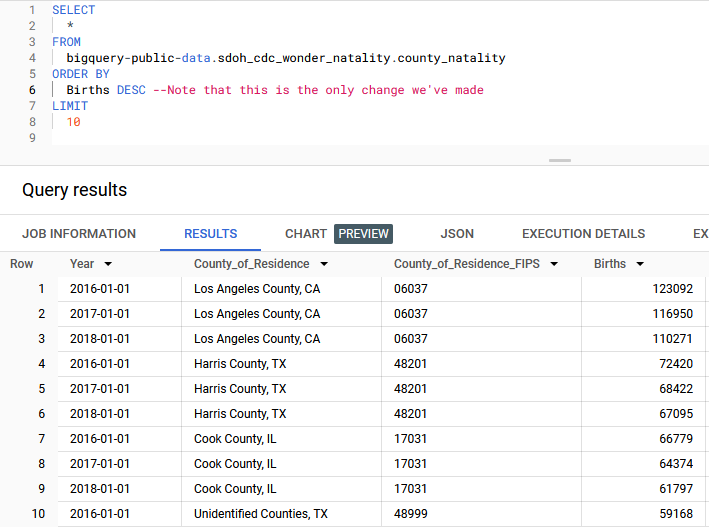 1 SELECT
2 *
3 FROM
4 bigquery-public-data.sdoh_cdc_wonder_natality.county_natality
5 ORDER BY
6 Births DESC --Note that this is the only change we've made
7 LIMIT
8 10
9
Query results
JOB INFORMATION RESULTS CHART PREVIEW JSON EXECUTION DETAILS EX
Row Year County_of_Residence County_of_Residence_FIPS Births
1 2016-01-01 Los Angeles County, CA 06037 123092
2 2017-01-01 Los Angeles County, CA 06037 116950
3 2018-01-01 Los Angeles County, CA 06037 110271
4 2016-01-01 Harris County, TX 48201 72420
5 2017-01-01 Harris County, TX 48201 68422
6 2018-01-01 Harris County, TX 48201 67095
7 2016-01-01 Cook County, IL 17031 66779
8 2017-01-01 Cook County, IL 17031 64374
9 2018-01-01 Cook County, IL 17031 61797
10 2016-01-01 Unidentified Counties, TX 48999 59168